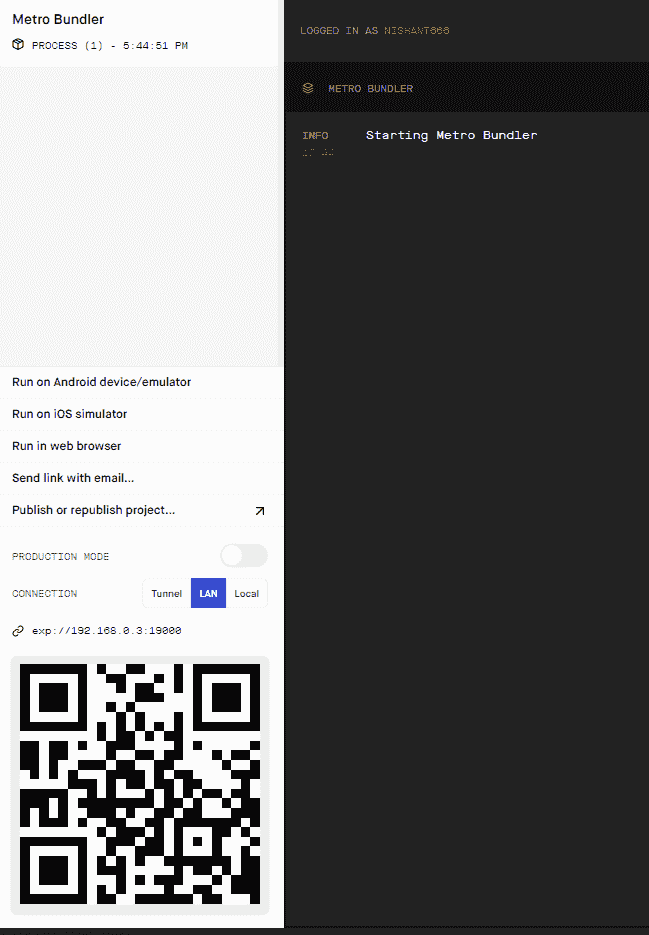 Metro Bundler
PROCESS (1) - 5:44:51 PM
Run on Android device/emulator
Run on iOS simulator
Run in web browser
Send link with email...
Publish or republish project...
PRODUCTION MODE
CONNECTION
Tunnel LAN Local
exp://192.168.0.3:19000
LOGGED IN AS NISHANT666
METRO BUNDLER
INFO Starting Metro Bundler